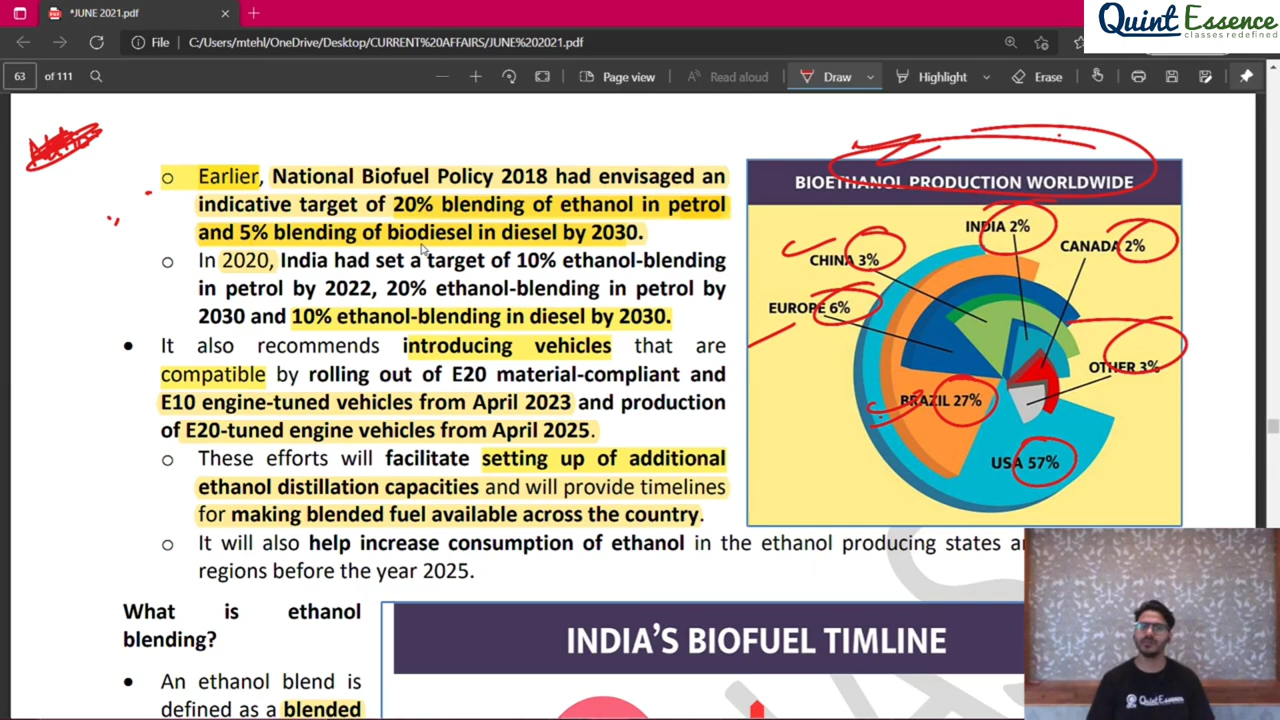 *JUNE 2021.pdf
Quint Essence
classes redefined
File C:/Users/mtehl/OneDrive/Desktop/CURRENT%20AFFAIRS/JUNE%202021.pdf
63 of 111 Page view Read aloud Draw Highlight Erase
o Earlier, National Biofuel Policy 2018 had envisaged an
indicative target of 20% blending of ethanol in petrol
and 5% blending of biodiesel in diesel by 2030.
o In 2020, India had set a target of 10% ethanol-blending
in petrol by 2022, 20% ethanol-blending in petrol by
2030 and 10% ethanol-blending in diesel by 2030.
• It also recommends introducing vehicles that are
compatible by rolling out of E20 material-compliant and
E10 engine-tuned vehicles from April 2023 and production
of E20-tuned engine vehicles from April 2025.
o These efforts will facilitate setting up of additional
ethanol distillation capacities and will provide timelines
for making blended fuel available across the country.
o It will also help increase consumption of ethanol in the ethanol producing states
regions before the year 2025.
BIOETHANOL PRODUCTION WORLDWIDE
INDIA 2%
CANADA 2%
CHINA 3%
EUROPE 6%
OTHER 3%
BRAZIL 27%
USA 57%
What is ethanol
blending?
• An ethanol blend is
defined as a blended
INDIA'S BIOFUEL TIMLINE
Quint Essence